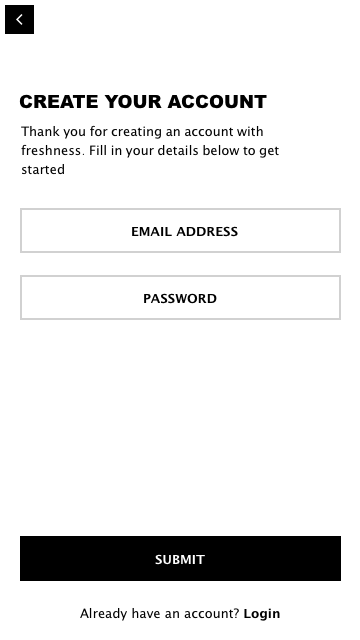 CREATE YOUR ACCOUNT
Thank you for creating an account with
freshness. Fill in your details below to get
started
EMAIL ADDRESS
PASSWORD
SUBMIT
Already have an account? Login